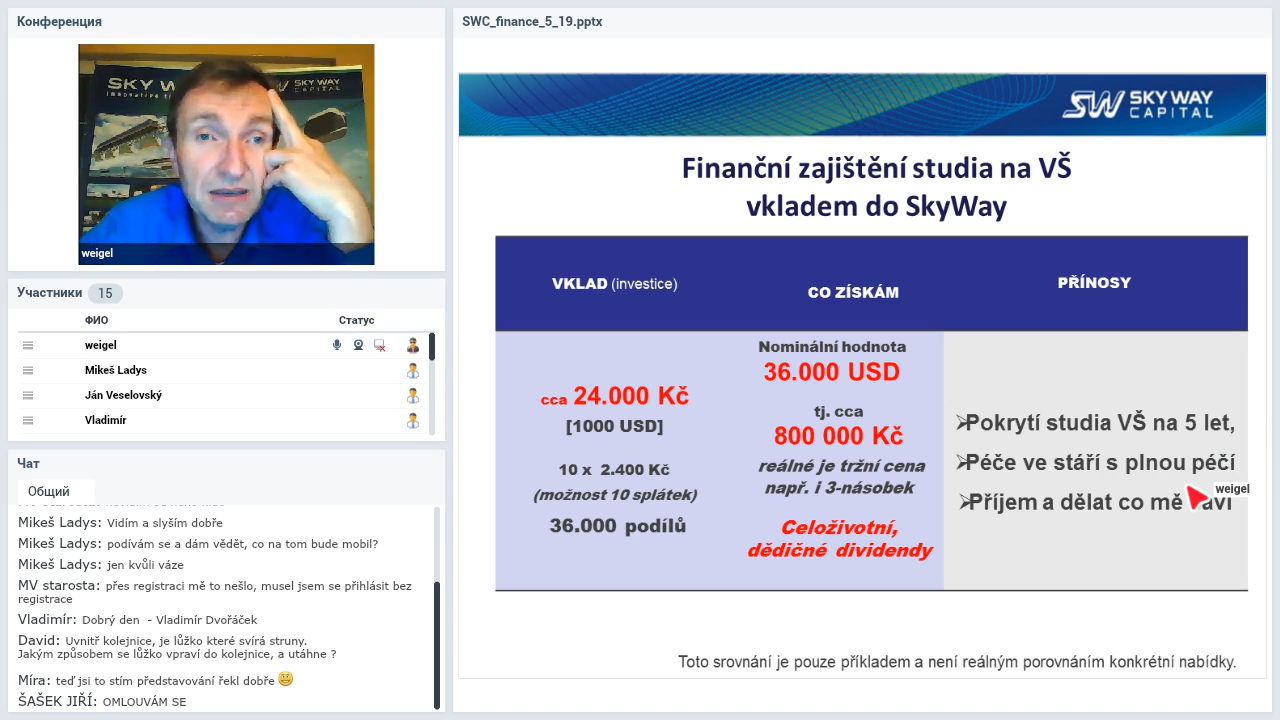 Конференция
SKY W
innovative t
WAY
CAPITAL
weigel
Участники 15
ФИО Статус
weigel
Mikeš Ladys
Ján Veselovský
Vladimír
Чат
Общий
Mikeš Ladys: Vidím a slyším dobře
Mikeš Ladys: podívám se a dám vědět, co na tom bude mobil?
Mikeš Ladys: jen kvůli váze
MV starosta: přes registraci mě to nešlo, musel jsem se přihlásit bez
registrace
Vladimír: Dobrý den - Vladimír Dvořáček
David: Uvnitř kolejnice, je lůžko které svírá struny.
Jakým způsobem se lůžko vpraví do kolejnice, a utáhne ?
Míra: teď jsi to stím představování řekl dobře
ŠAŠEK JIŘÍ: OMLOUVÁM SE
SWC_finance_5_19.pptx
SW SKY WAY
CAPITAL
Finanční zajištění studia na VŠ
vkladem do SkyWay
VKLAD (investice)
CO ZÍSKÁM
PŘÍNOSY
cca 24.000 Kč
[1000 USD]
10 x 2.400 Kč
(možnost 10 splátek)
36.000 podílů
Nominální hodnota
36.000 USD
tj. cca
800 000 Kč
reálné je tržní cena
např. i 3-násobek
Celoživotní,
dědičné dividendy
➢Pokrytí studia VŠ na 5 let,
➢Péče ve stáří s plnou péčí
➢Příjem a dělat co mě
weigel
Toto srovnání je pouze příkladem a není reálným porovnáním konkrétní nabídky.